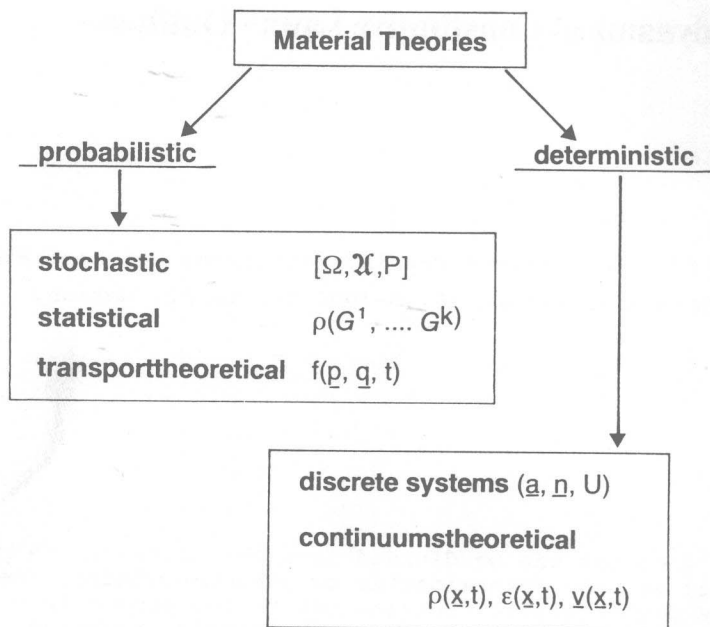 Material Theories
probabilistic
deterministic
stochastic [Ω,𝔄,P]
statistical ρ(G¹, .... Gᵏ)
transporttheoretical f(p̲, q̲, t)
discrete systems (a̲, n̲, U)
continuumstheoretical
ρ(x̲,t), ε(x̲,t), v̲(x̲,t)